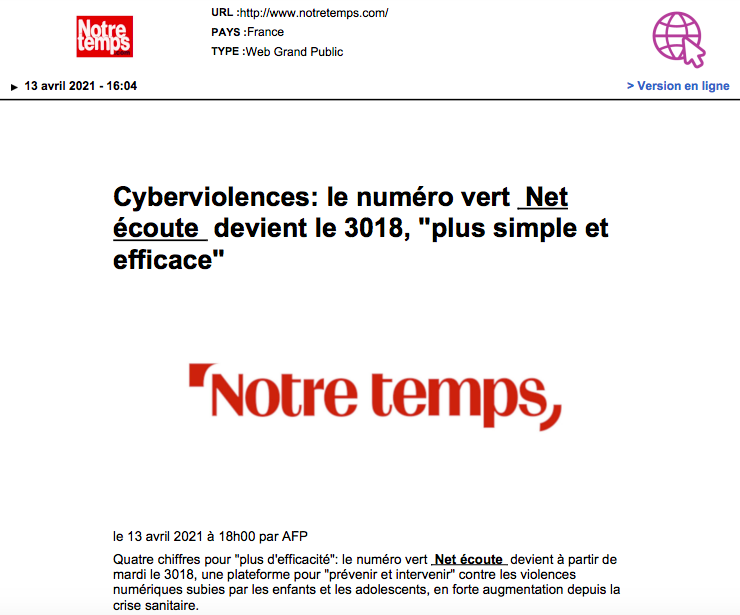 Notre
temps
.com
URL :http://www.notretemps.com/
PAYS :France
TYPE :Web Grand Public
► 13 avril 2021 - 16:04
> Version en ligne
Cyberviolences: le numéro vert Net
écoute devient le 3018, "plus simple et
efficace"
Notre temps,
le 13 avril 2021 à 18h00 par AFP
Quatre chiffres pour "plus d'efficacité": le numéro vert Net écoute devient à partir de
mardi le 3018, une plateforme pour "prévenir et intervenir" contre les violences
numériques subies par les enfants et les adolescents, en forte augmentation depuis la
crise sanitaire.